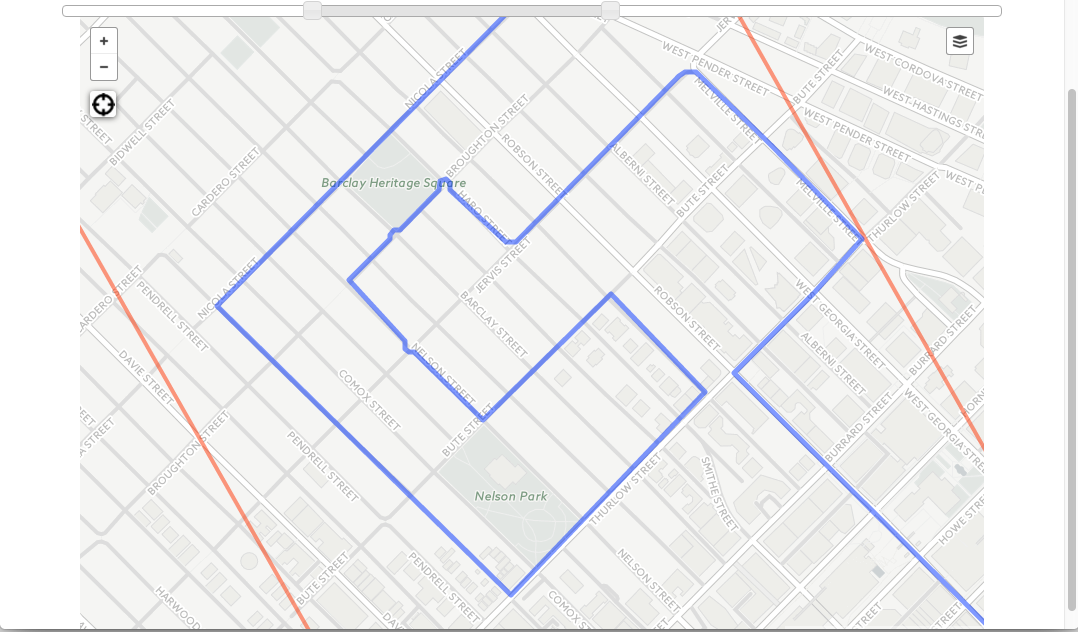 NICOLA STREET
WEST PENDER STREET
WEST CORDOVA STREET
BUTE STREET
MELVILLE STREET
WEST-HASTINGS STREET
WEST PENDER STREET
BIDWELL STREET
STREET
BROUGHTON STREET
ROBSON STREET
ALBERNI STREET
CARDERO STREET
Barclay Heritage Square
HARO STREET
BUTE STREET
MELVILLE STREET
THURLOW STREET
WEST P
JERVIS STREET
NICOLA STREET
CARDERO STREET
PENDRELL STREET
BARCLAY STREET
ROBSON STREET
WEST GEORGIA STREET
BURRARD STREET
ALBERNI STREET
DAVIE STREET
COMOX STREET
NELSON STREET
BUTE STREET
WEST GEORGIA STREET
BURRARD STREET
BROUGHTON STREET
PENDRELL STREET
Nelson Park
THURLOW STREET
SMITHE STREET
HOWE STRE
BUTE STREET
PENDRELL STREET
NELSON STREET
COMOX STREET
HARWOOD